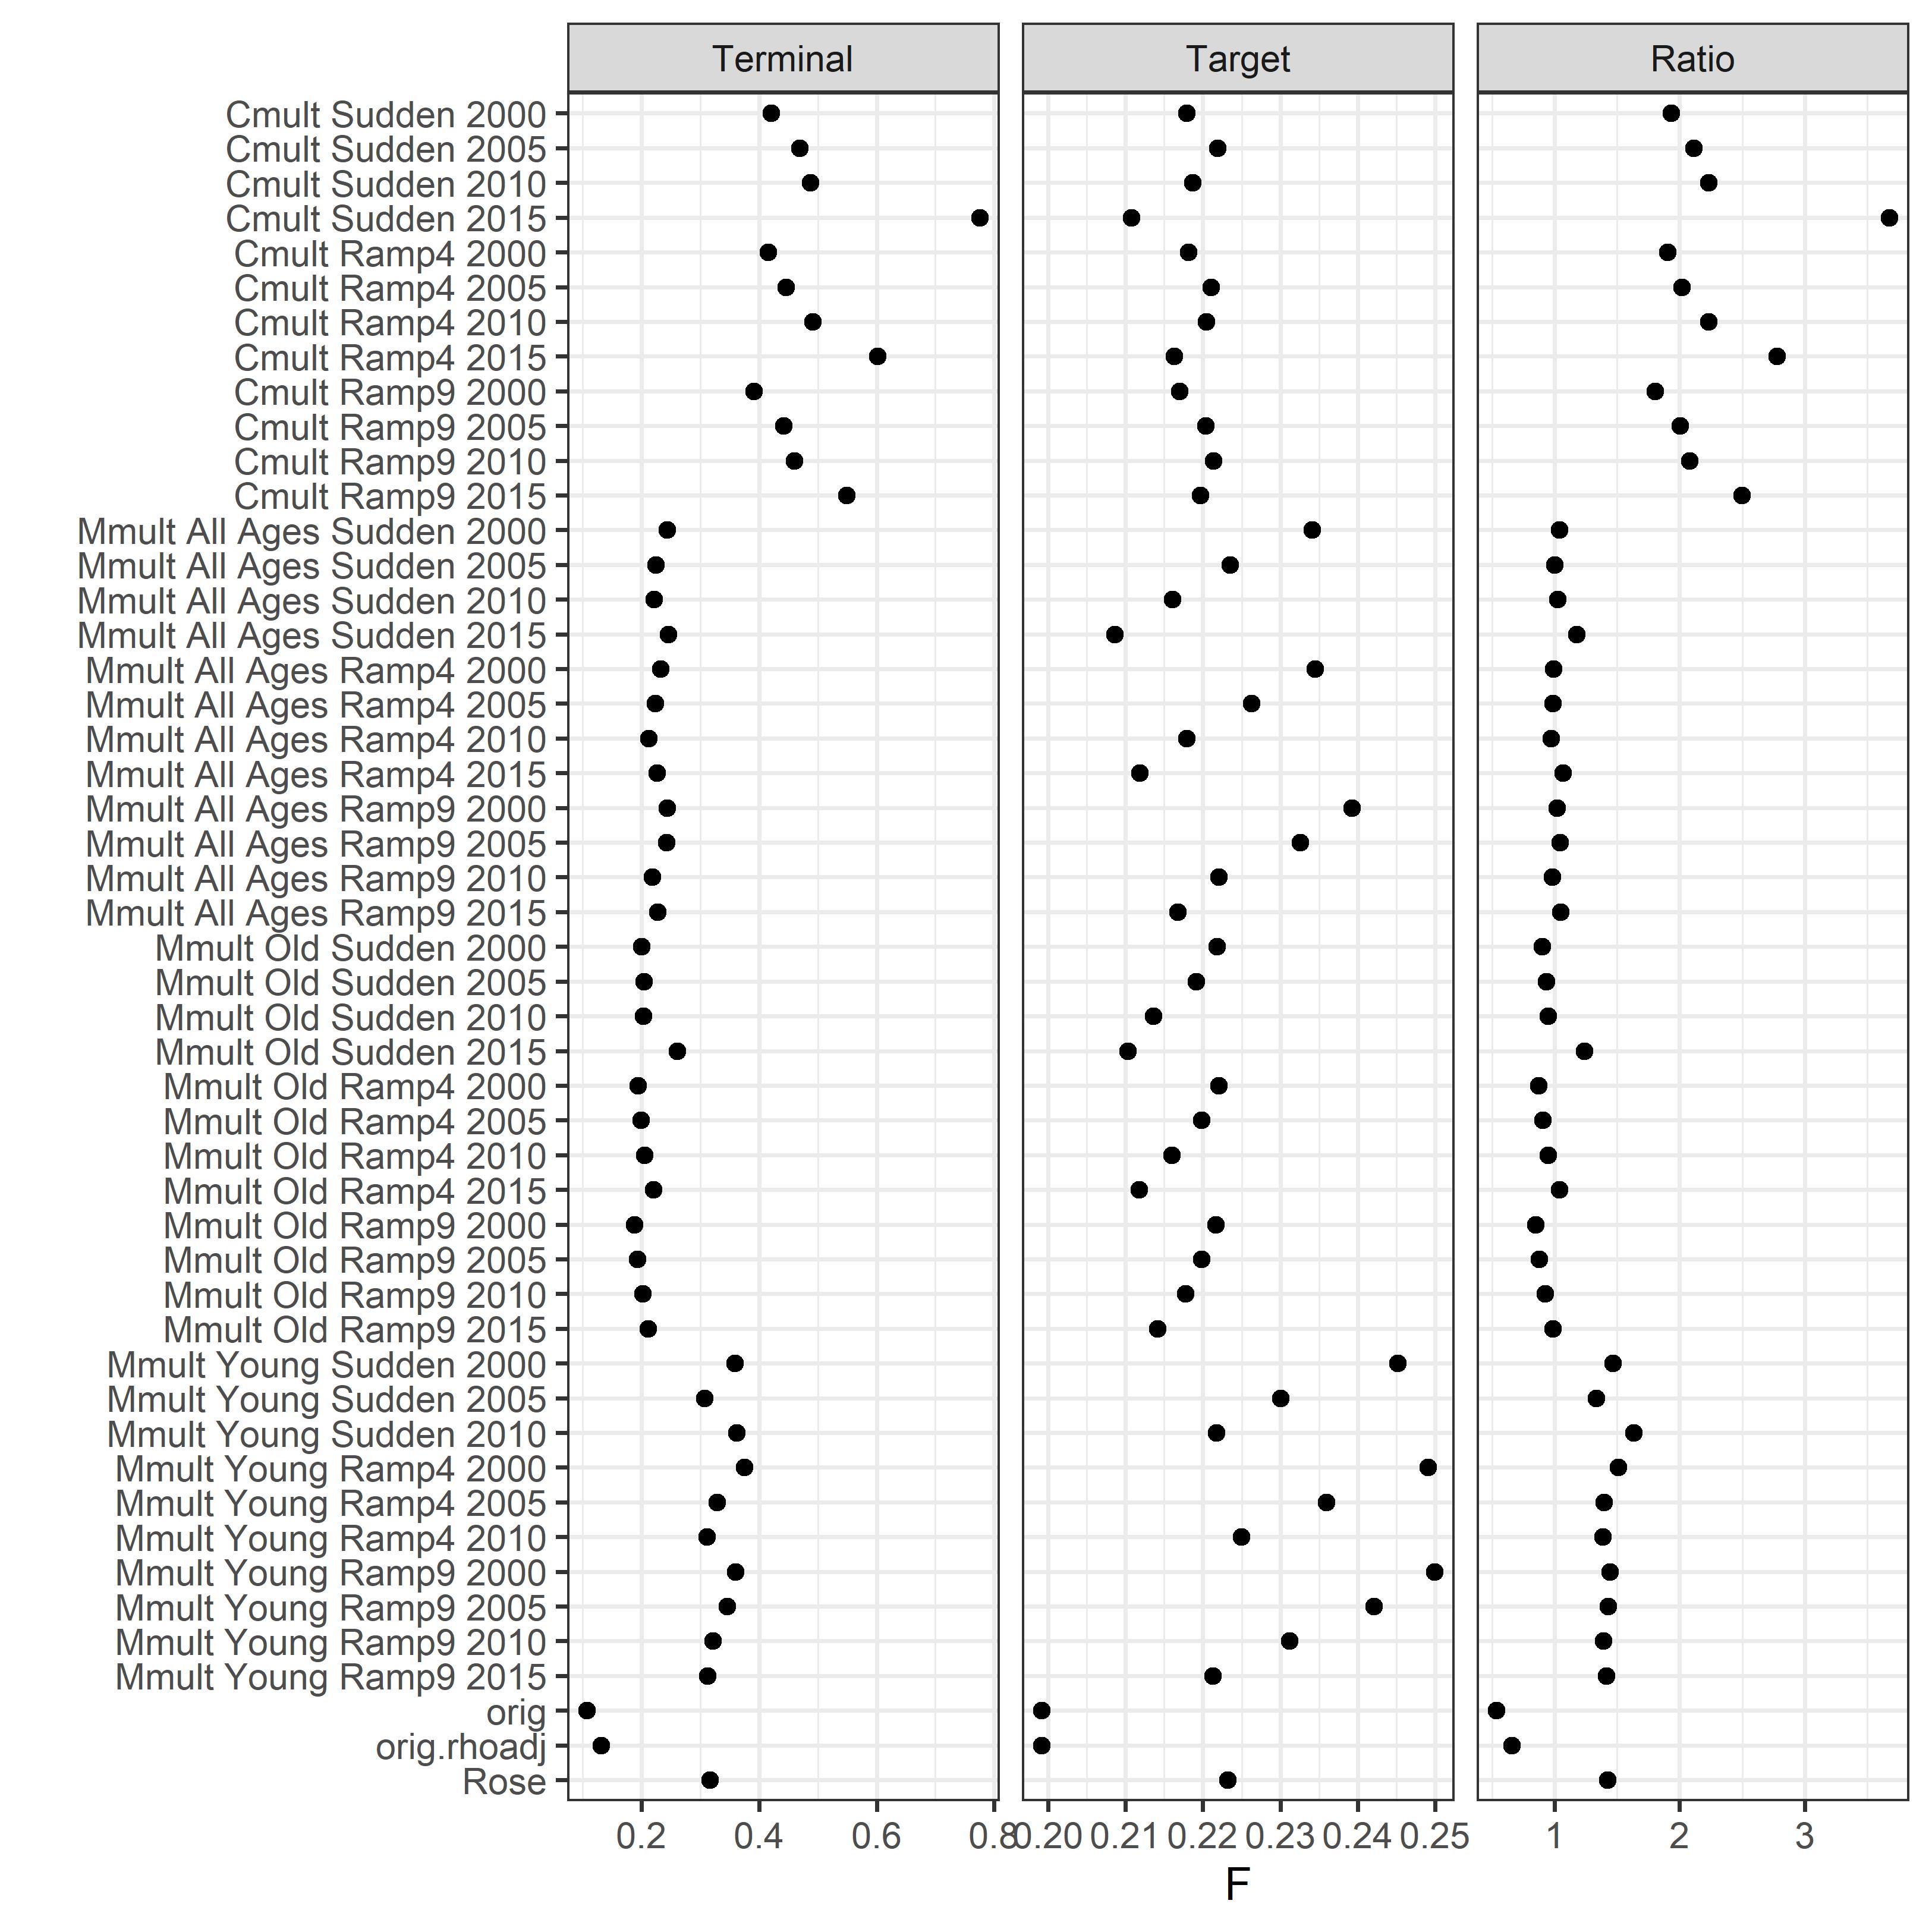 Terminal Target Ratio
Cmult Sudden 2000
Cmult Sudden 2005
Cmult Sudden 2010
Cmult Sudden 2015
Cmult Ramp4 2000
Cmult Ramp4 2005
Cmult Ramp4 2010
Cmult Ramp4 2015
Cmult Ramp9 2000
Cmult Ramp9 2005
Cmult Ramp9 2010
Cmult Ramp9 2015
Mmult All Ages Sudden 2000
Mmult All Ages Sudden 2005
Mmult All Ages Sudden 2010
Mmult All Ages Sudden 2015
Mmult All Ages Ramp4 2000
Mmult All Ages Ramp4 2005
Mmult All Ages Ramp4 2010
Mmult All Ages Ramp4 2015
Mmult All Ages Ramp9 2000
Mmult All Ages Ramp9 2005
Mmult All Ages Ramp9 2010
Mmult All Ages Ramp9 2015
Mmult Old Sudden 2000
Mmult Old Sudden 2005
Mmult Old Sudden 2010
Mmult Old Sudden 2015
Mmult Old Ramp4 2000
Mmult Old Ramp4 2005
Mmult Old Ramp4 2010
Mmult Old Ramp4 2015
Mmult Old Ramp9 2000
Mmult Old Ramp9 2005
Mmult Old Ramp9 2010
Mmult Old Ramp9 2015
Mmult Young Sudden 2000
Mmult Young Sudden 2005
Mmult Young Sudden 2010
Mmult Young Ramp4 2000
Mmult Young Ramp4 2005
Mmult Young Ramp4 2010
Mmult Young Ramp9 2000
Mmult Young Ramp9 2005
Mmult Young Ramp9 2010
Mmult Young Ramp9 2015
orig
orig.rhoadj
Rose
0.2 0.4 0.6 0.8 0.20 0.21 0.22 0.23 0.24 0.25 1 2 3
F